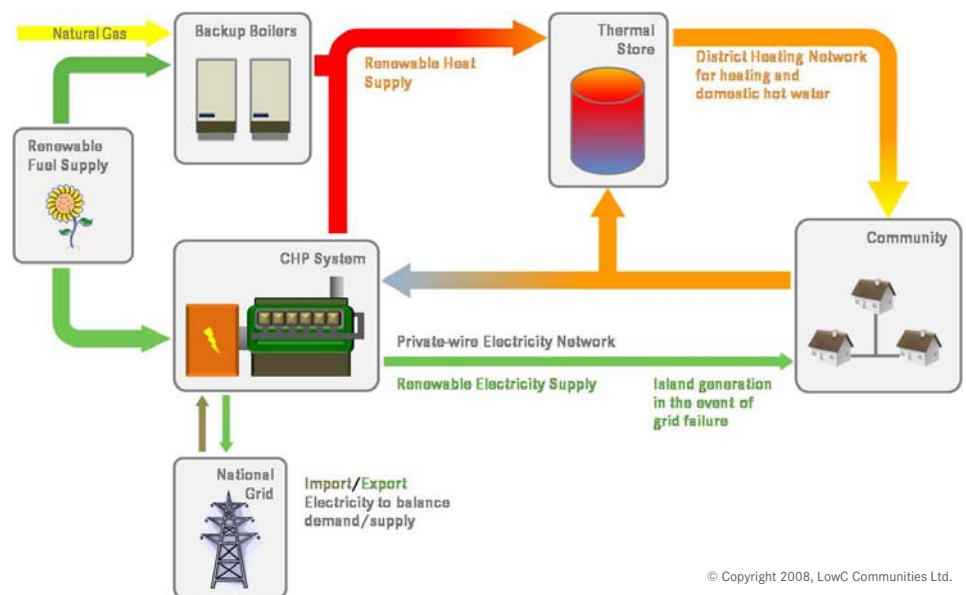 Natural Gas
Backup Boilers
Renewable Heat
Supply
Thermal
Store
District Heating Network
for heating and
domestic hot water
Renewable
Fuel Supply
CHP System
Community
Private-wire Electricity Network
Renewable Electricity Supply
Island generation
in the event of
grid failure
National
Grid
Import/Export
Electricity to balance
demand/supply
© Copyright 2008, LowC Communities Ltd.